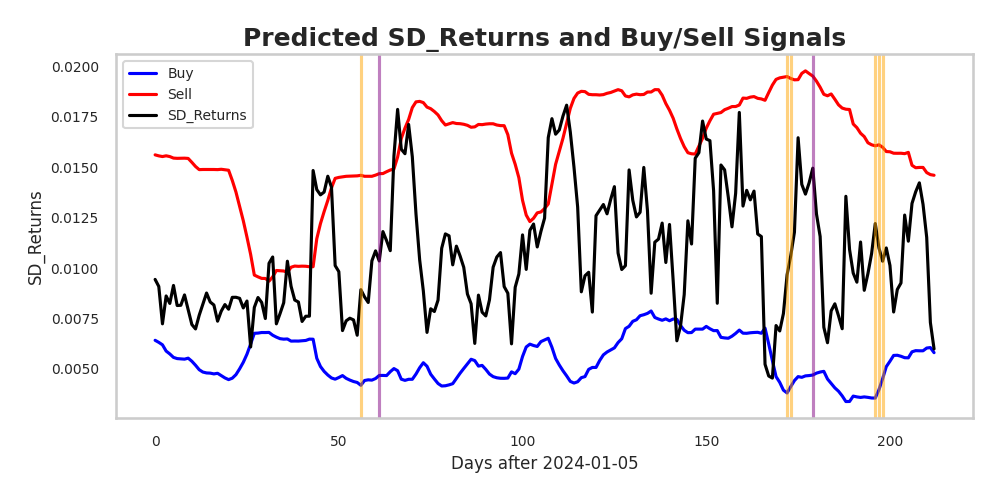 Predicted SD_Returns and Buy/Sell Signals
Buy
Sell
SD_Returns
SD_Returns
0.0200
0.0175
0.0150
0.0125
0.0100
0.0075
0.0050
0
50
100
150
200
Days after 2024-01-05